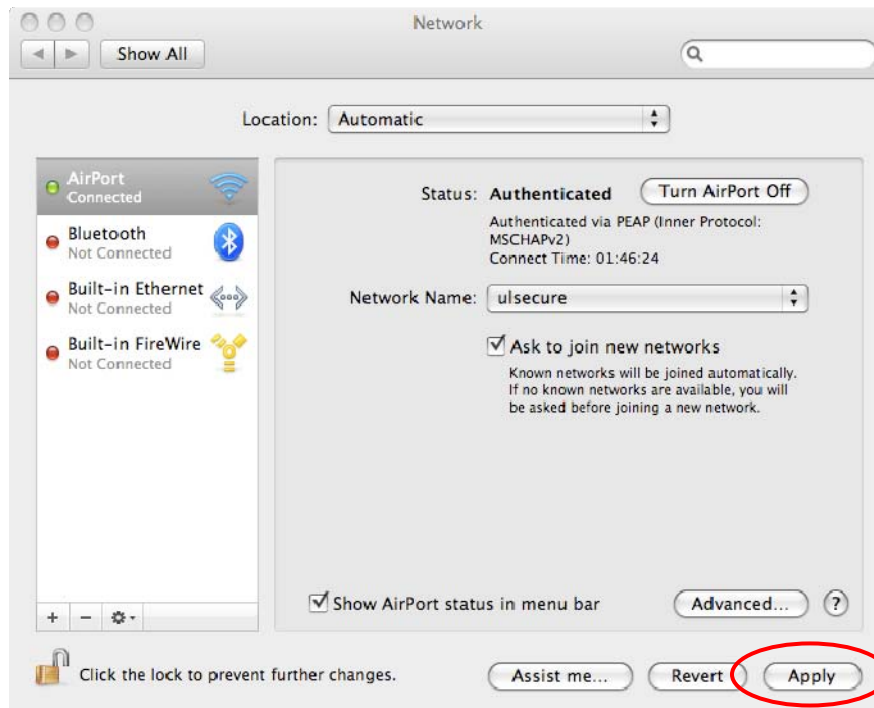 Network
Show All
Location: Automatic
AirPort
Connected
Bluetooth
Not Connected
Built-in Ethernet
Not Connected
Built-in FireWire
Not Connected
Status: Authenticated Turn AirPort Off
Authenticated via PEAP (Inner Protocol:
MSCHAPv2)
Connect Time: 01:46:24
Network Name: ulsecure
Ask to join new networks
Known networks will be joined automatically.
If no known networks are available, you will
be asked before joining a new network.
Show AirPort status in menu bar Advanced... ?
Click the lock to prevent further changes. Assist me... Revert Apply